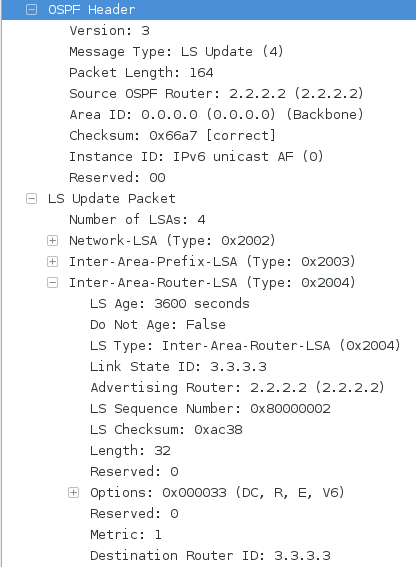 OSPF Header
Version: 3
Message Type: LS Update (4)
Packet Length: 164
Source OSPF Router: 2.2.2.2 (2.2.2.2)
Area ID: 0.0.0.0 (0.0.0.0) (Backbone)
Checksum: 0x66a7 [correct]
Instance ID: IPv6 unicast AF (0)
Reserved: 00
LS Update Packet
Number of LSAs: 4
Network-LSA (Type: 0x2002)
Inter-Area-Prefix-LSA (Type: 0x2003)
Inter-Area-Router-LSA (Type: 0x2004)
LS Age: 3600 seconds
Do Not Age: False
LS Type: Inter-Area-Router-LSA (0x2004)
Link State ID: 3.3.3.3
Advertising Router: 2.2.2.2 (2.2.2.2)
LS Sequence Number: 0x80000002
LS Checksum: 0xac38
Length: 32
Reserved: 0
Options: 0x000033 (DC, R, E, V6)
Reserved: 0
Metric: 1
Destination Router ID: 3.3.3.3